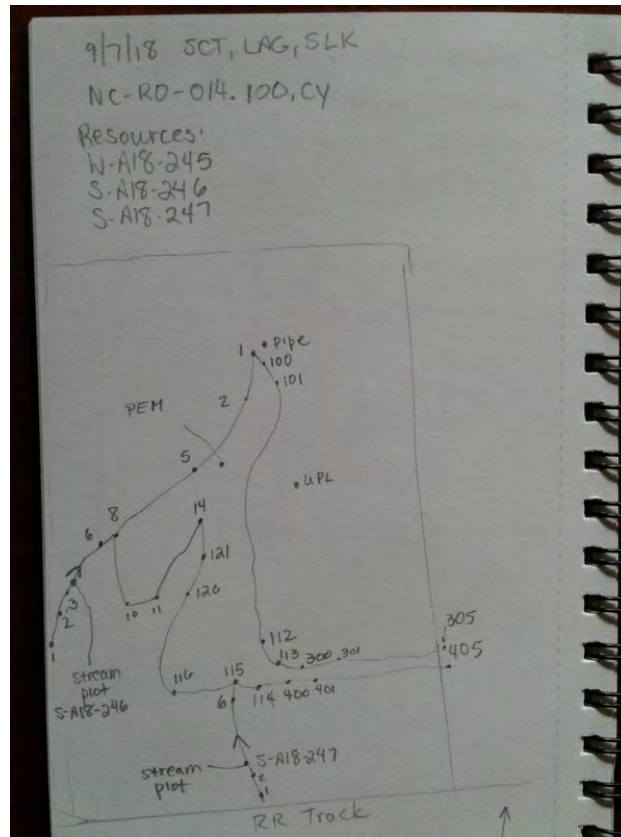 9/7/18 SCT, LAG, SLK
NC-RO-014.100.CY
Resources:
W-A18-245
S-A18-246
S-A18-247
1
Pipe
100
101
2
PEM
5
UPL
14
8
6
121
3
2
10
11
120
1
112
305
113
300
301
405
stream
plot
S-A18-246
116
115
6
114
400
401
S-A18-247
stream
plot
2
1
RR Track